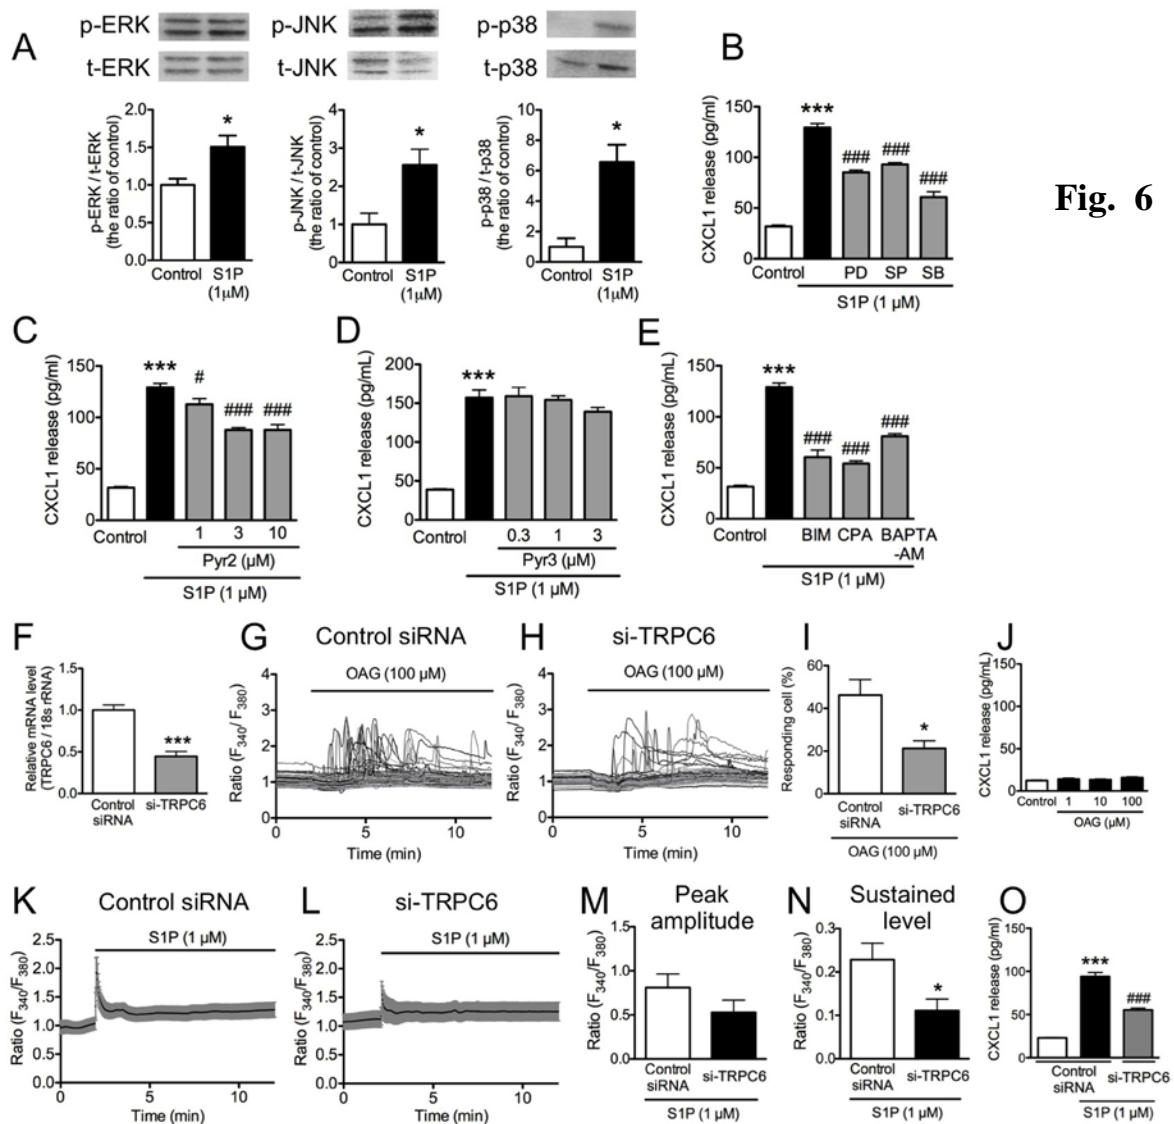 Fig. 6
A
p-ERK
t-ERK
p-ERK / t-ERK
(the ratio of control)
2.0
1.5
1.0
0.5
0.0
*
Control
S1P
(1μM)
p-JNK
t-JNK
p-JNK / t-JNK
(the ratio of control)
4
3
2
1
0
*
Control
S1P
(1μM)
p-p38
t-p38
p-p38 / t-p38
(the ratio of control)
10
8
6
4
2
0
*
Control
S1P
(1μM)
B
CXCL1 release (pg/ml)
150
100
50
0
***
###
###
###
Control
PD SP SB
S1P (1 μM)
C
CXCL1 release (pg/ml)
150
100
50
0
***
#
###
###
Control
1 3 10
Pyr2 (μM)
S1P (1 μM)
D
CXCL1 release (pg/mL)
200
150
100
50
0
***
Control
0.3 1 3
Pyr3 (μM)
S1P (1 μM)
E
CXCL1 release (pg/mL)
150
100
50
0
***
###
###
###
Control
BIM CPA BAPTA
-AM
S1P (1 μM)
F
Relative mRNA level
(TRPC6 / 18s rRNA)
1.5
1.0
0.5
0.0
***
Control
siRNA
si-TRPC6
G
Control siRNA
OAG (100 μM)
Ratio (F340/ F380)
4
3
2
1
0
0 5 10
Time (min)
H
si-TRPC6
OAG (100 μM)
Ratio (F340/ F380)
4
3
2
1
0
0 5 10
Time (min)
I
Responding cell (%)
60
40
20
0
*
Control
siRNA
si-TRPC6
OAG (100 μM)
J
CXCL1 release (pg/mL)
150
100
50
0
Control
1 10 100
OAG (μM)
K
Control siRNA
S1P (1 μM)
Ratio (F340/F380)
2.5
2.0
1.5
1.0
0.5
0.0
0 5 10
Time (min)
L
si-TRPC6
S1P (1 μM)
Ratio (F340/F380)
2.5
2.0
1.5
1.0
0.5
0.0
0 5 10
Time (min)
M
Peak
amplitude
Ratio (F340/F380)
1.5
1.0
0.5
0.0
Control
siRNA
si-TRPC6
S1P (1 μM)
N
Sustained
level
Ratio (F340/F380)
0.3
0.2
0.1
0.0
*
Control
siRNA
si-TRPC6
S1P (1 μM)
O
CXCL1 release (pg/ml)
150
100
50
0
***
###
Control
siRNA
si-TRPC6
S1P (1 μM)